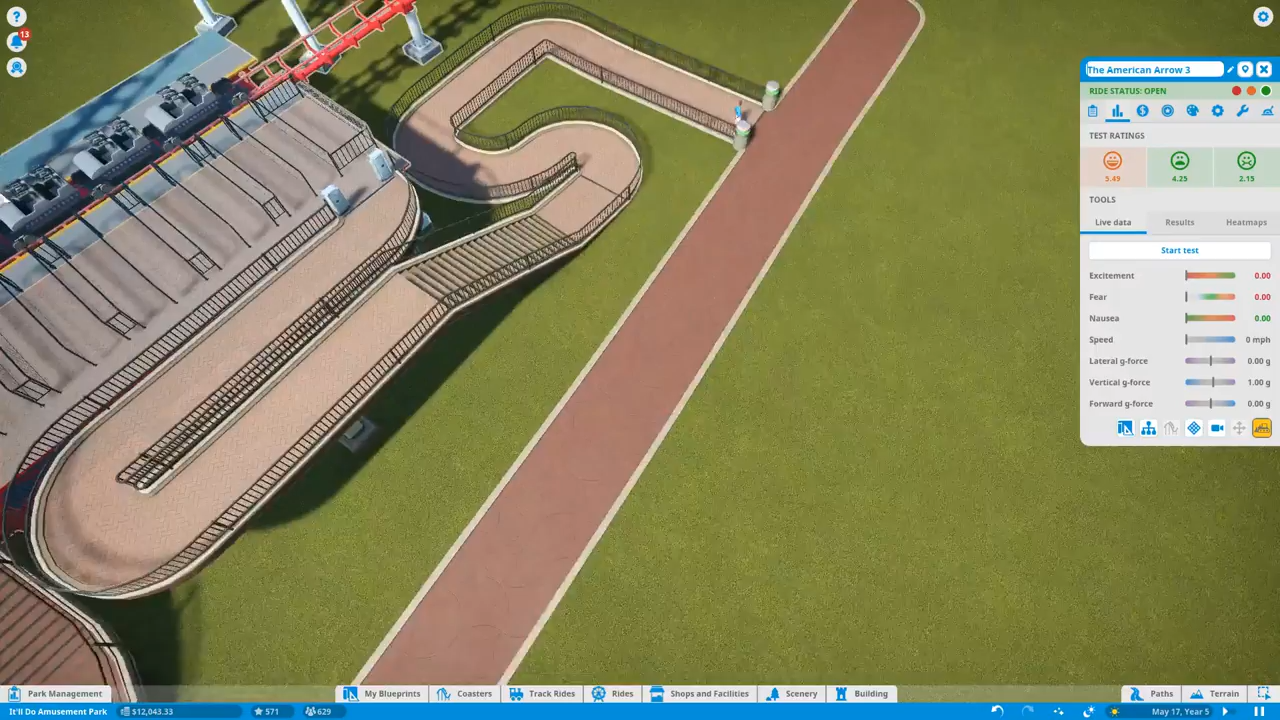 ?
13
The American Arrow 3
RIDE STATUS: OPEN
TEST RATINGS
5.49 4.25 2.15
TOOLS
Live data Results Heatmaps
Start test
Excitement 0.00
Fear 0.00
Nausea 0.00
Speed 0 mph
Lateral g-force 0.00 g
Vertical g-force 1.00 g
Forward g-force 0.00 g
Park Management My Blueprints Coasters Track Rides Rides Shops and Facilities Scenery Building Paths Terrain
It'll Do Amusement Park $12,043.33 571 629 May 17, Year 5